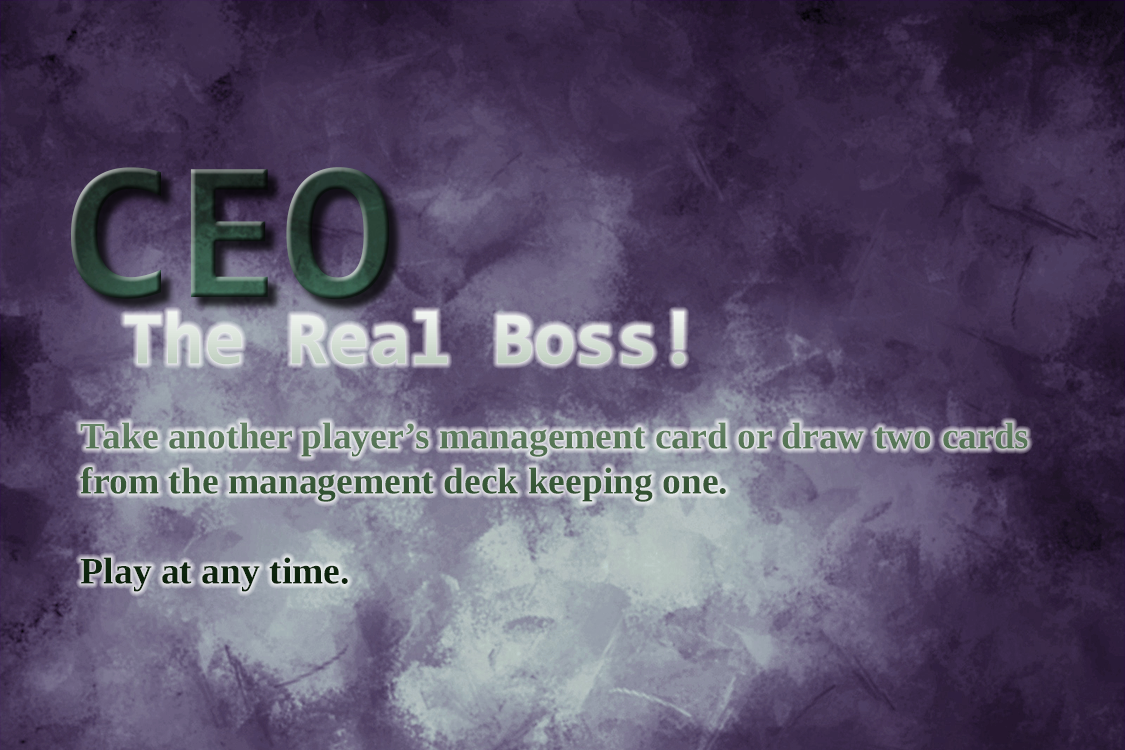 CEO
The Real Boss!
Take another player’s management card or draw two cards
from the management deck keeping one.
Play at any time.